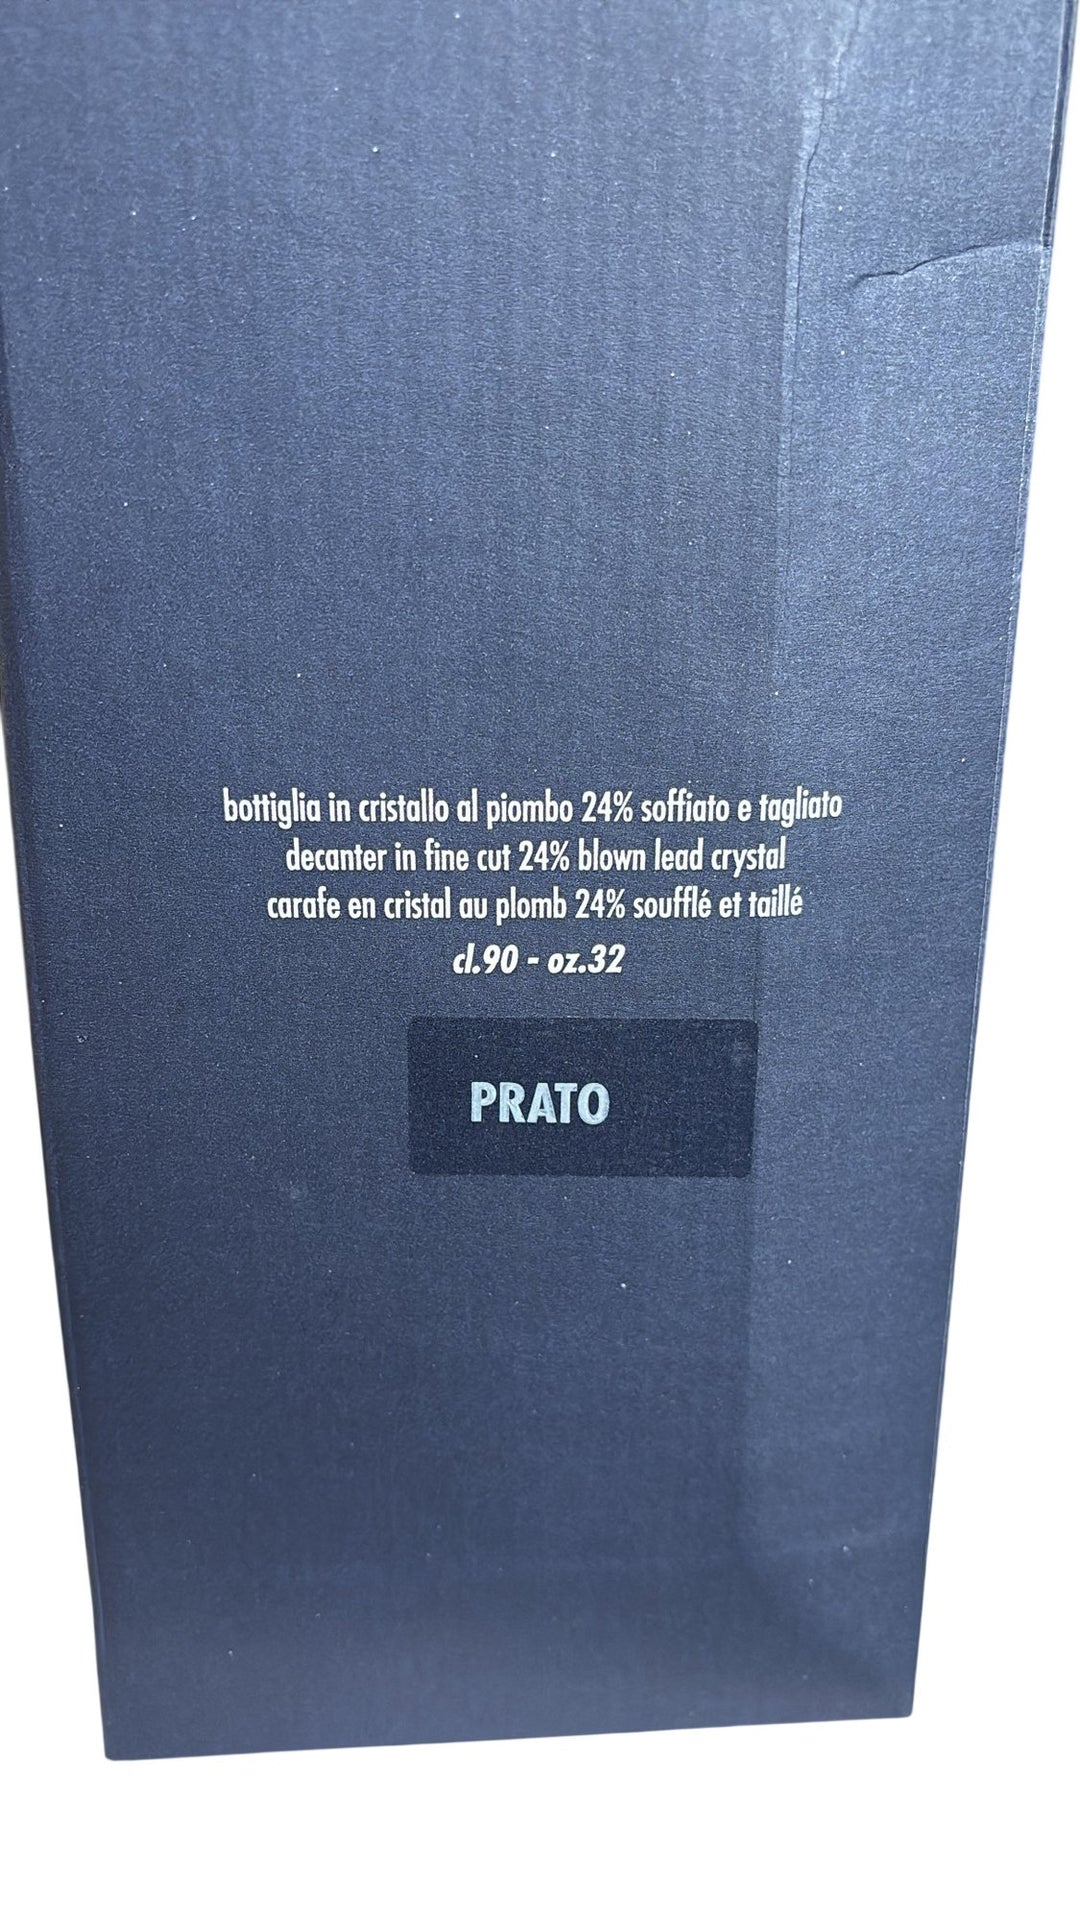 bottiglia in cristallo al piombo 24% soffiato e tagliato
decanter in fine cut 24% blown lead crystal
carafe en cristal au plomb 24% soufflé et taillé
cl.90 - oz.32
PRATO